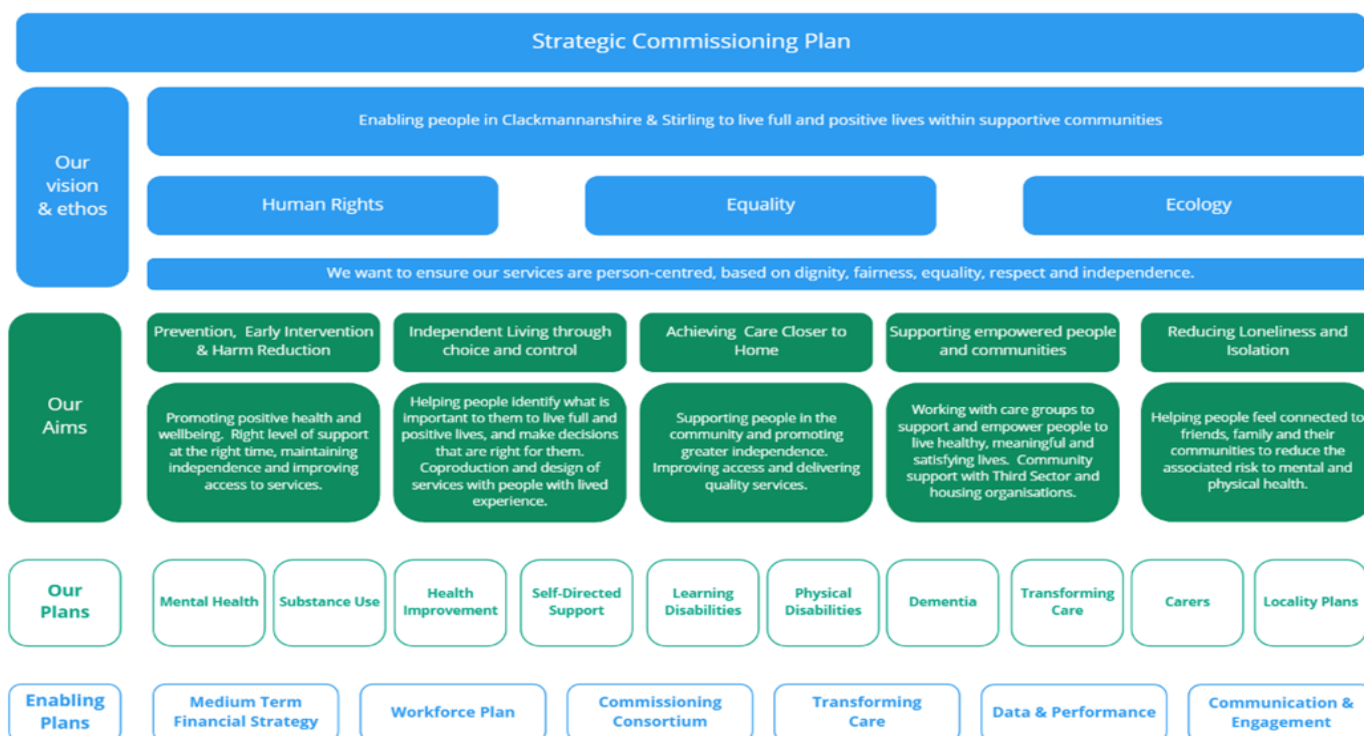 Strategic Commissioning Plan
Our
vision
& ethos
Enabling people in Clackmannanshire & Stirling to live full and positive lives within supportive communities
Human Rights
Equality
Ecology
We want to ensure our services are person-centred, based on dignity, fairness, equality, respect and independence.
Our
Aims
Prevention, Early Intervention
& Harm Reduction
Independent Living through
choice and control
Achieving Care Closer to
Home
Supporting empowered people
and communities
Reducing Loneliness and
Isolation
Promoting positive health and
wellbeing. Right level of support
at the right time, maintaining
independence and improving
access to services.
Helping people identify what is
important to them to live full and
positive lives, and make decisions
that are right for them.
Coproduction and design of
services with people with lived
experience.
Supporting people in the
community and promoting
greater independence.
Improving access and delivering
quality services.
Working with care groups to
support and empower people to
live healthy, meaningful and
satisfying lives. Community
support with Third Sector and
housing organisations.
Helping people feel connected to
friends, family and their
communities to reduce the
associated risk to mental and
physical health.
Our
Plans
Mental Health
Substance Use
Health
Improvement
Self-Directed
Support
Learning
Disabilities
Physical
Disabilities
Dementia
Transforming
Care
Carers
Locality Plans
Enabling
Plans
Medium Term
Financial Strategy
Workforce Plan
Commissioning
Consortium
Transforming
Care
Data & Performance
Communication &
Engagement